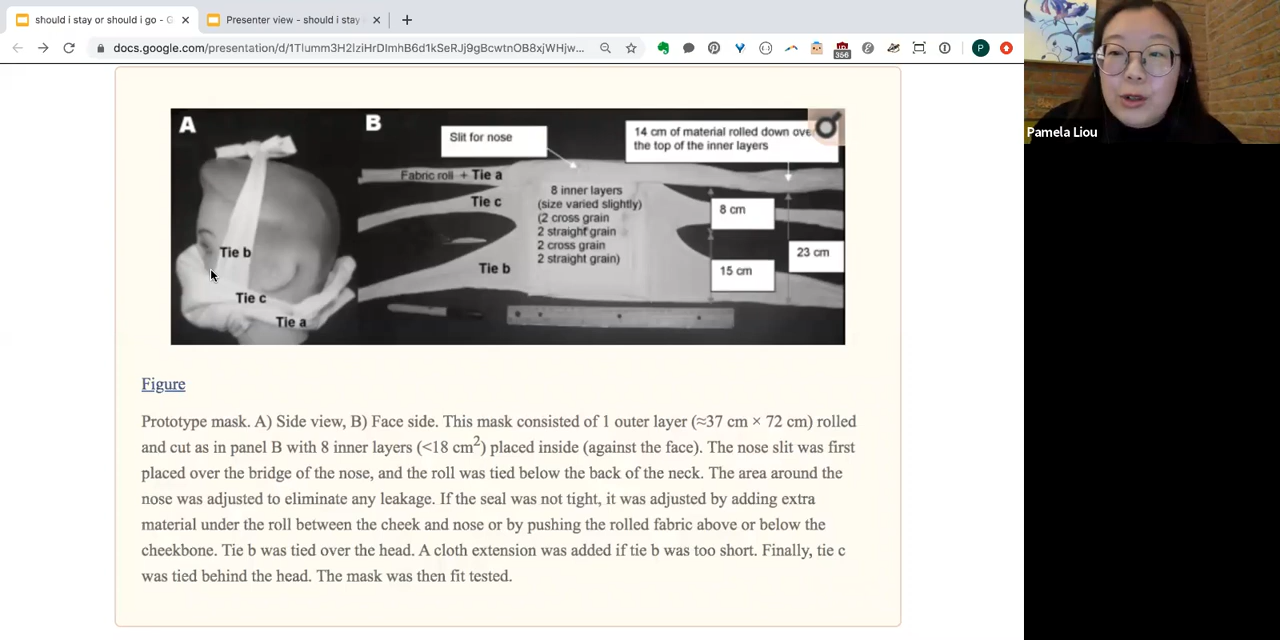 should i stay or should i go - G
Presenter view - should i stay
docs.google.com/presentation/d/1Tlumm3H2lziHrDlmhB6d1kSeRJj9gBcwtnOB8xjWHjw...
356
P
Pamela Liou
A
B
Slit for nose
14 cm of material rolled down over
the top of the inner layers
Fabric roll + Tie a
Tie c
8 inner layers
(size varied slightly)
(2 cross grain
2 straight grain
2 cross grain
2 straight grain)
Tie b
8 cm
23 cm
15 cm
Tie b
Tie c
Tie a
Figure
Prototype mask. A) Side view, B) Face side. This mask consisted of 1 outer layer (≈37 cm × 72 cm) rolled
and cut as in panel B with 8 inner layers (<18 cm2) placed inside (against the face). The nose slit was first
placed over the bridge of the nose, and the roll was tied below the back of the neck. The area around the
nose was adjusted to eliminate any leakage. If the seal was not tight, it was adjusted by adding extra
material under the roll between the cheek and nose or by pushing the rolled fabric above or below the
cheekbone. Tie b was tied over the head. A cloth extension was added if tie b was too short. Finally, tie c
was tied behind the head. The mask was then fit tested.